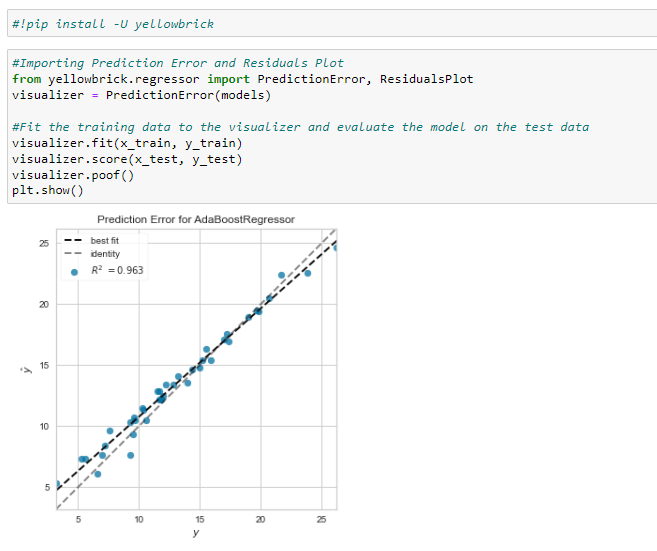 #!pip install -U yellowbrick
#Importing Prediction Error and Residuals Plot
from yellowbrick.regressor import PredictionError, ResidualsPlot
visualizer = PredictionError(models)
#Fit the training data to the visualizer and evaluate the model on the test data
visualizer.fit(x_train, y_train)
visualizer.score(x_test, y_test)
visualizer.poof()
plt.show()
Prediction Error for AdaBoostRegressor
best fit
identity
R² = 0.963
25
20
15
10
5
ŷ
5 10 15 20 25
y